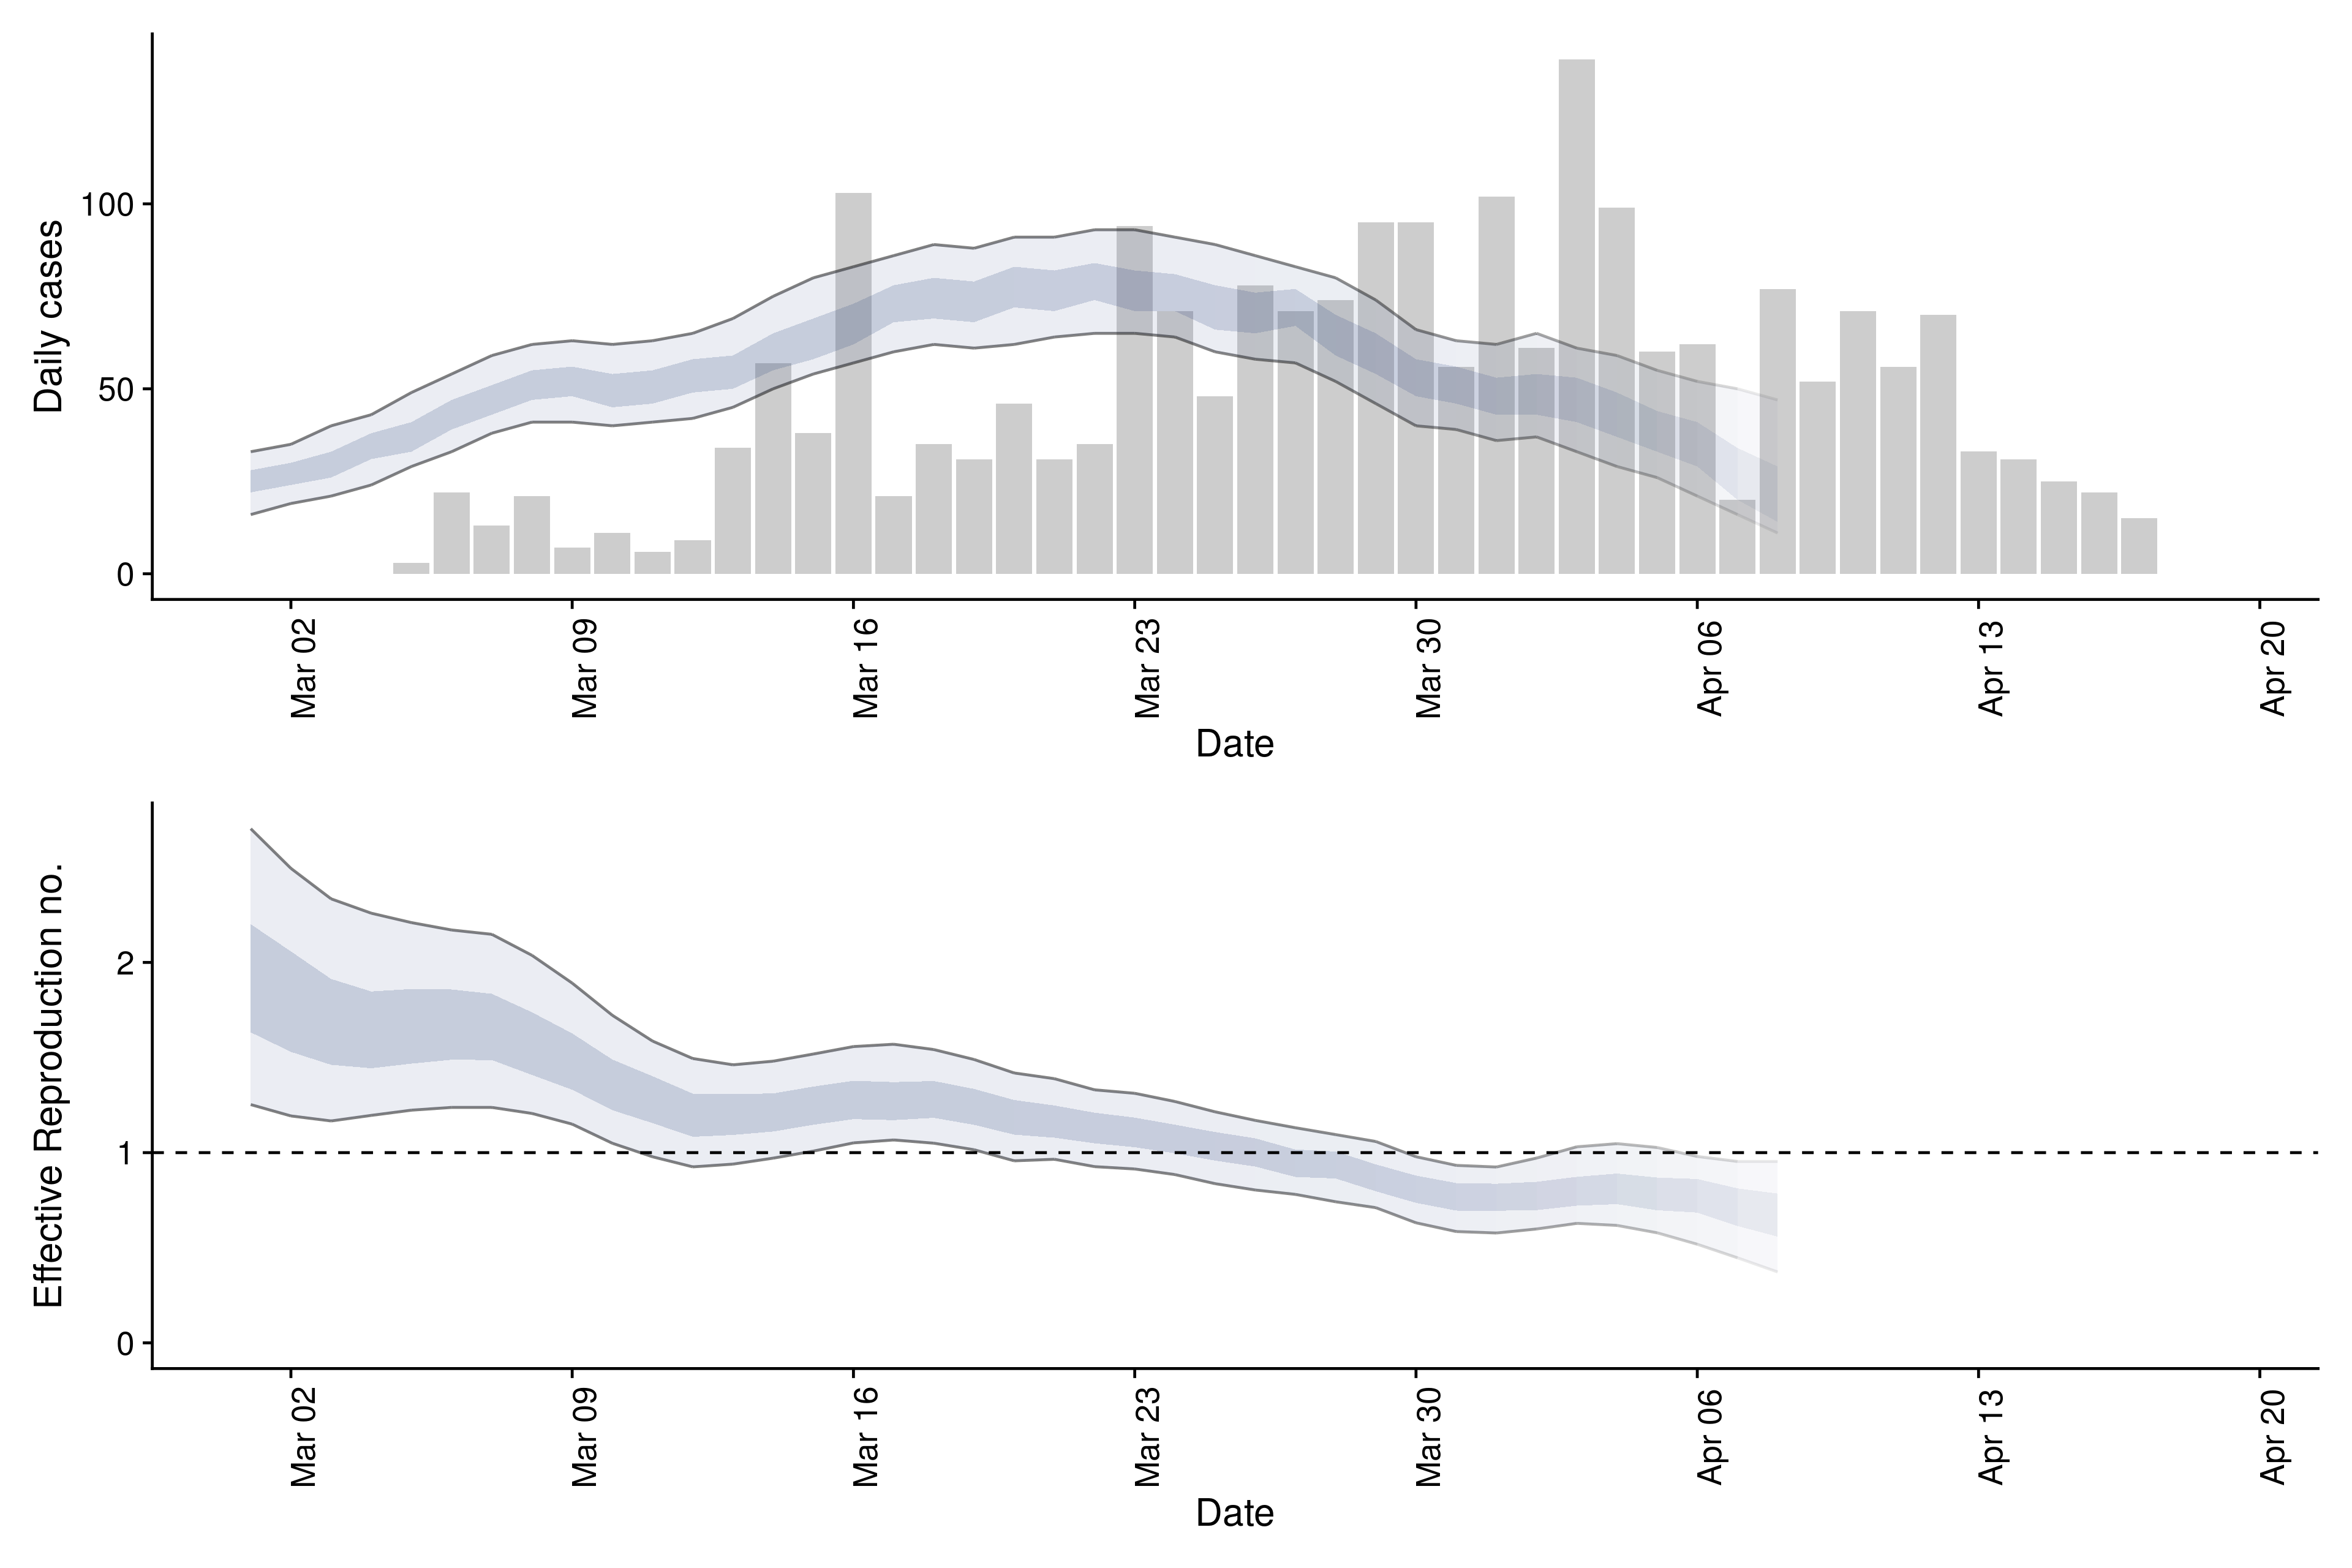 Daily cases
100
50
0
Mar 02
Mar 09
Mar 16
Mar 23
Mar 30
Apr 06
Apr 13
Apr 20
Date
Effective Reproduction no.
2
1
0
Mar 02
Mar 09
Mar 16
Mar 23
Mar 30
Apr 06
Apr 13
Apr 20
Date